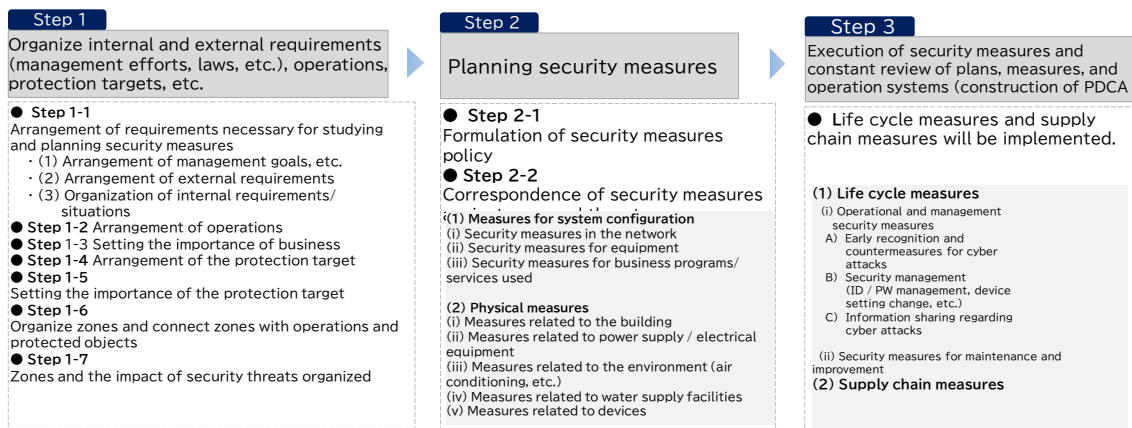 Step 1
Organize internal and external requirements
(management efforts, laws, etc.), operations,
protection targets, etc.
● Step 1-1
Arrangement of requirements necessary for studying
and planning security measures
・(1) Arrangement of management goals, etc.
・(2) Arrangement of external requirements
・(3) Organization of internal requirements/
situations
● Step 1-2 Arrangement of operations
● Step 1-3 Setting the importance of business
● Step 1-4 Arrangement of the protection target
● Step 1-5
Setting the importance of the protection target
● Step 1-6
Organize zones and connect zones with operations and
protected objects
● Step 1-7
Zones and the impact of security threats organized
Step 2
Planning security measures
● Step 2-1
Formulation of security measures
policy
● Step 2-2
Correspondence of security measures
(1) Measures for system configuration
(i) Security measures in the network
(ii) Security measures for equipment
(iii) Security measures for business programs/
services used
(2) Physical measures
(i) Measures related to the building
(ii) Measures related to power supply / electrical
equipment
(iii) Measures related to the environment (air
conditioning, etc.)
(iv) Measures related to water supply facilities
(v) Measures related to devices
Step 3
Execution of security measures and
constant review of plans, measures, and
operation systems (construction of PDCA
● Life cycle measures and supply
chain measures will be implemented.
(1) Life cycle measures
(i) Operational and management
security measures
A) Early recognition and
countermeasures for cyber
attacks
B) Security management
(ID / PW management, device
setting change, etc.)
C) Information sharing regarding
cyber attacks
(ii) Security measures for maintenance and
improvement
(2) Supply chain measures